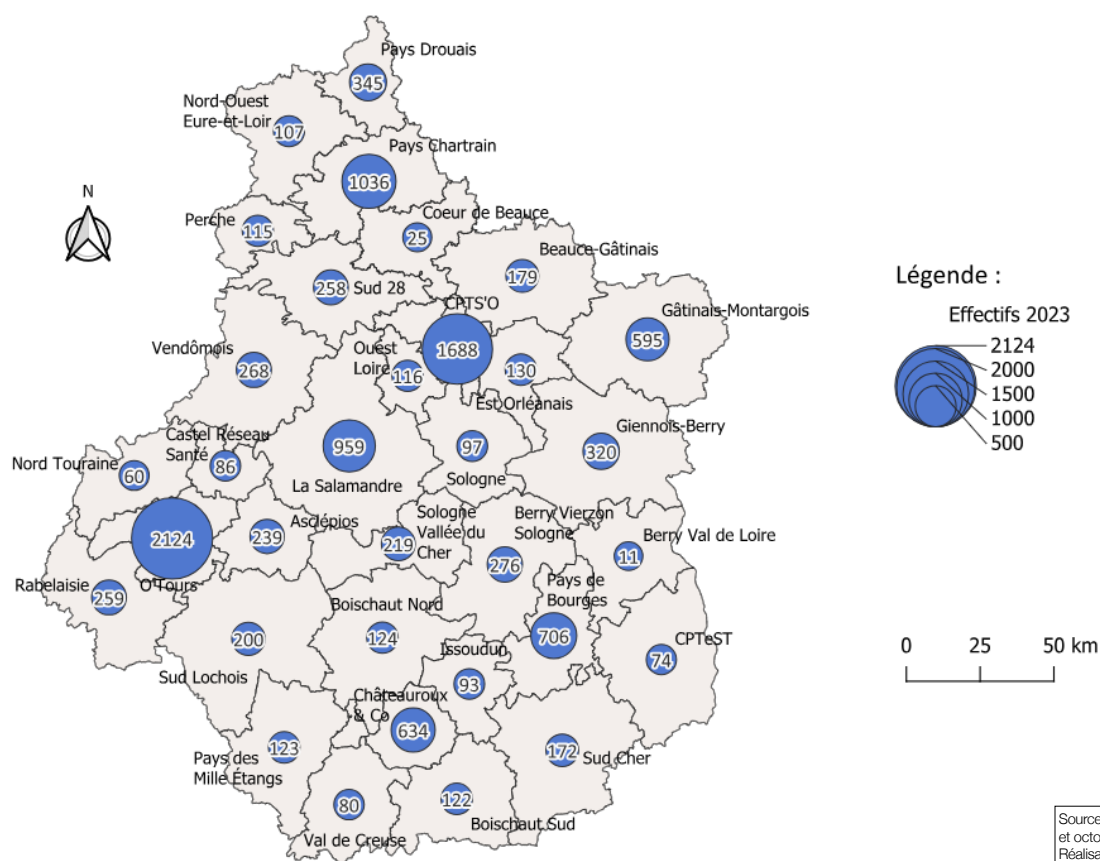 Pays Drouais
345
Nord-Ouest
Eure-et-Loir
107
Pays Chartrain
1036
N
Perche
115
Coeur de Beauce
25
Beauce-Gâtinais
179
258
Sud 28
CPTS'O
1688
Gâtinais-Montargois
595
Vendômois
268
Ouest
Loire
116
130
Est Orléanais
Giennois-Berry
320
Castel Réseau
Santé
86
959
La Salamandre
97
Sologne
Nord Touraine
60
2124
O'Tours
Asclépios
239
Sologne
Vallée du
Cher
219
Berry Vierzon
Sologne
276
Berry Val de Loire
11
Rabelaisie
259
Pays de
Bourges
706
Boischaut Nord
124
200
Sud Lochois
CPTeST
74
Issoudun
93
Châteauroux
& Co
634
123
Pays des
Mille Étangs
172
Sud Cher
80
Val de Creuse
122
Boischaut Sud
Légende :
Effectifs 2023
2124
2000
1500
1000
500
0 25 50 km
Source
et octo
Réalisa